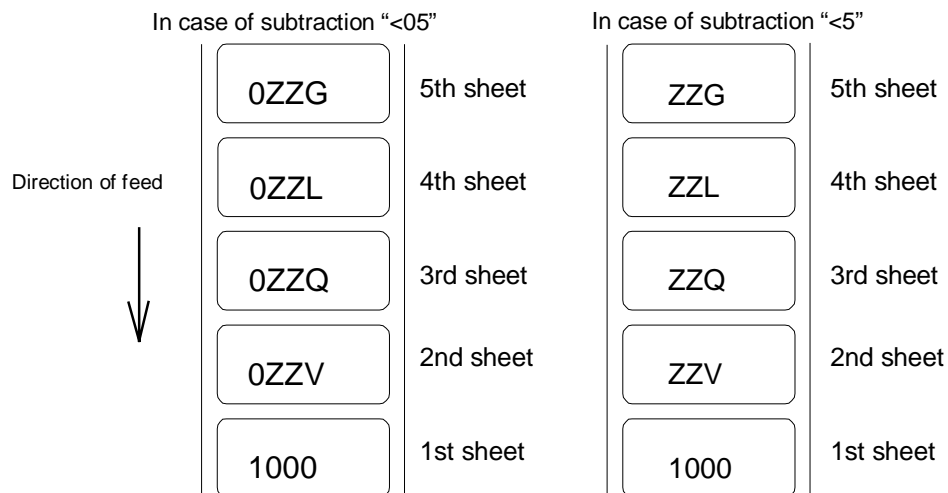 In case of subtraction “<05”
0ZZG 5th sheet
0ZZL 4th sheet
Direction of feed
0ZZQ 3rd sheet
0ZZV 2nd sheet
1000 1st sheet
In case of subtraction “<5”
ZZG 5th sheet
ZZL 4th sheet
ZZQ 3rd sheet
ZZV 2nd sheet
1000 1st sheet